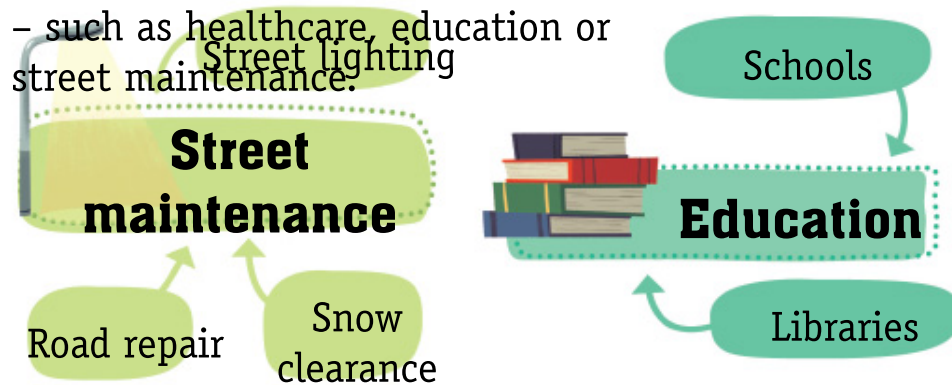 – such as healthcare, education or
street maintenance.
Street lighting
Schools
Street
maintenance
Education
Road repair
Snow
clearance
Libraries